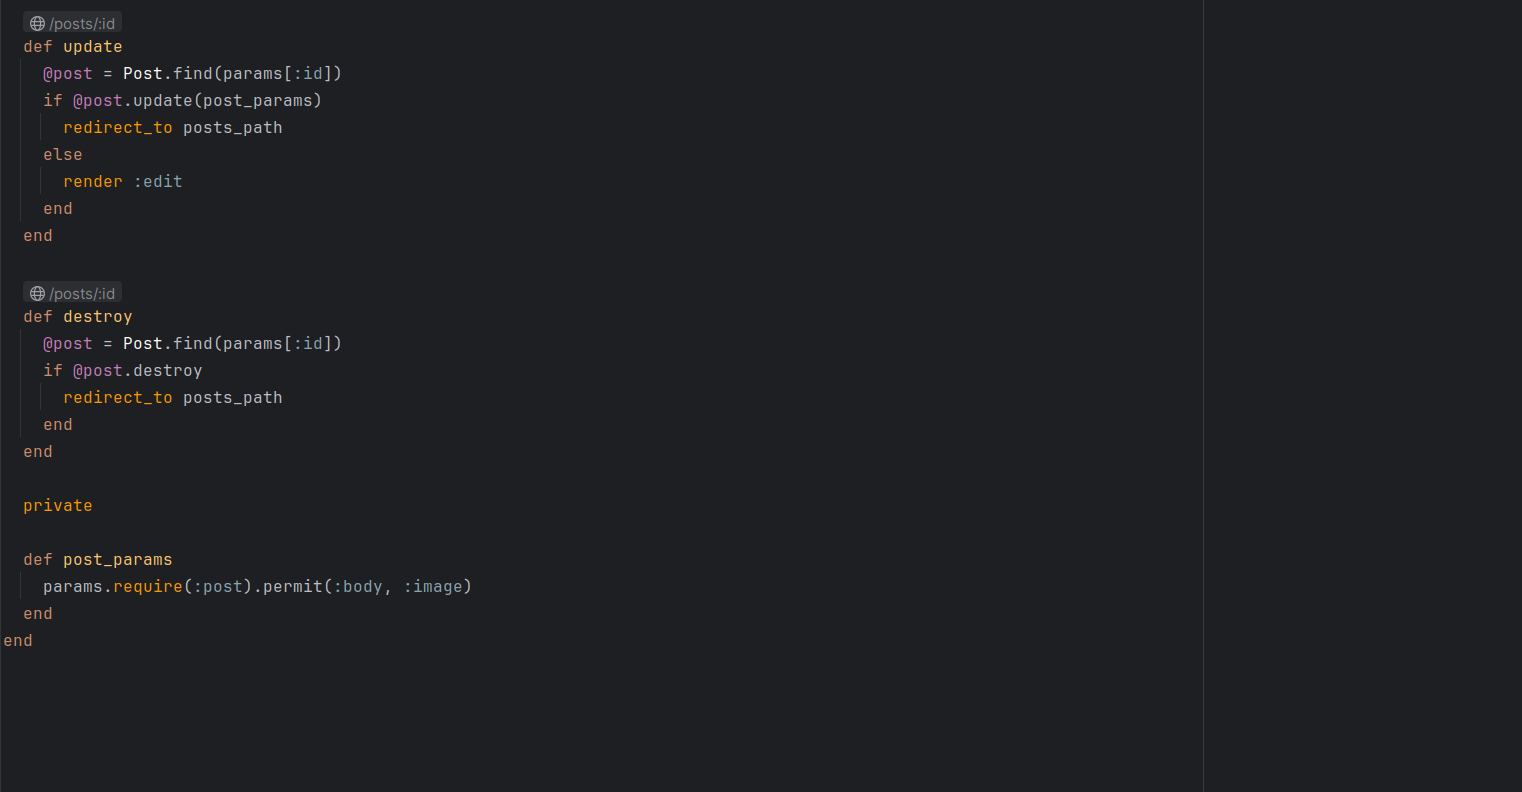 /posts/:id
def update
@post = Post.find(params[:id])
if @post.update(post_params)
redirect_to posts_path
else
render :edit
end
end
/posts/:id
def destroy
@post = Post.find(params[:id])
if @post.destroy
redirect_to posts_path
end
end
private
def post_params
params.require(:post).permit(:body, :image)
end
end